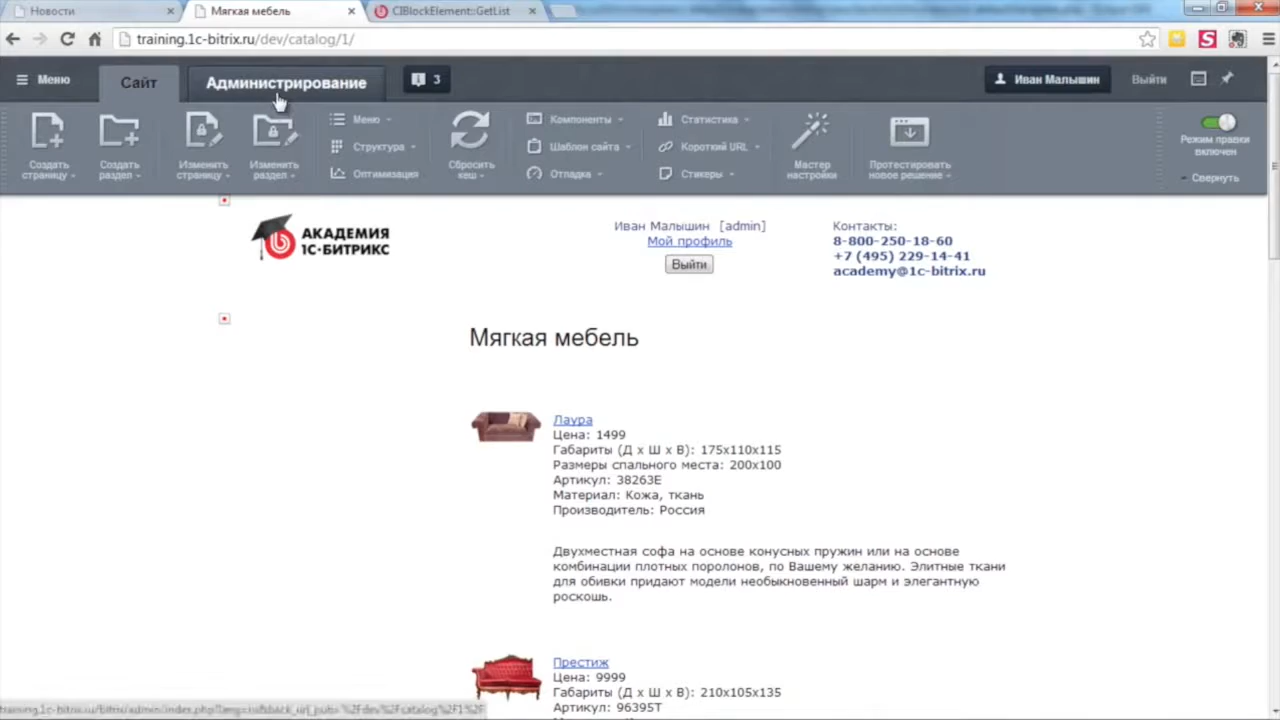 Новости
Мягкая мебель
CIBlockElement::GetList
training.1c-bitrix.ru/dev/catalog/1/
Меню
Сайт
Администрирование
3
Иван Малышин
Выйти
Создать страницу
Создать раздел
Изменить страницу
Изменить раздел
Меню
Структура
Оптимизация
Сбросить кеш
Компоненты
Шаблон сайта
Отладка
Статистика
Короткий URL
Стикеры
Мастер настройки
Протестировать новое решение
Режим правки включен
Свернуть
АКАДЕМИЯ
1С-БИТРИКС
Иван Малышин [admin]
Мой профиль
Выйти
Контакты:
8-800-250-18-60
+7 (495) 229-14-41
academy@1c-bitrix.ru
Мягкая мебель
Лаура
Цена: 1499
Габариты (Д х Ш х В): 175x110x115
Размеры спального места: 200x100
Артикул: 38263E
Материал: Кожа, ткань
Производитель: Россия
Двухместная софа на основе конусных пружин или на основе
комбинации плотных поролонов, по Вашему желанию. Элитные ткани
для обивки придают модели необыкновенный шарм и элегантную
роскошь.
Престиж
Цена: 9999
Габариты (Д х Ш х В): 210x105x135
Артикул: 96395T